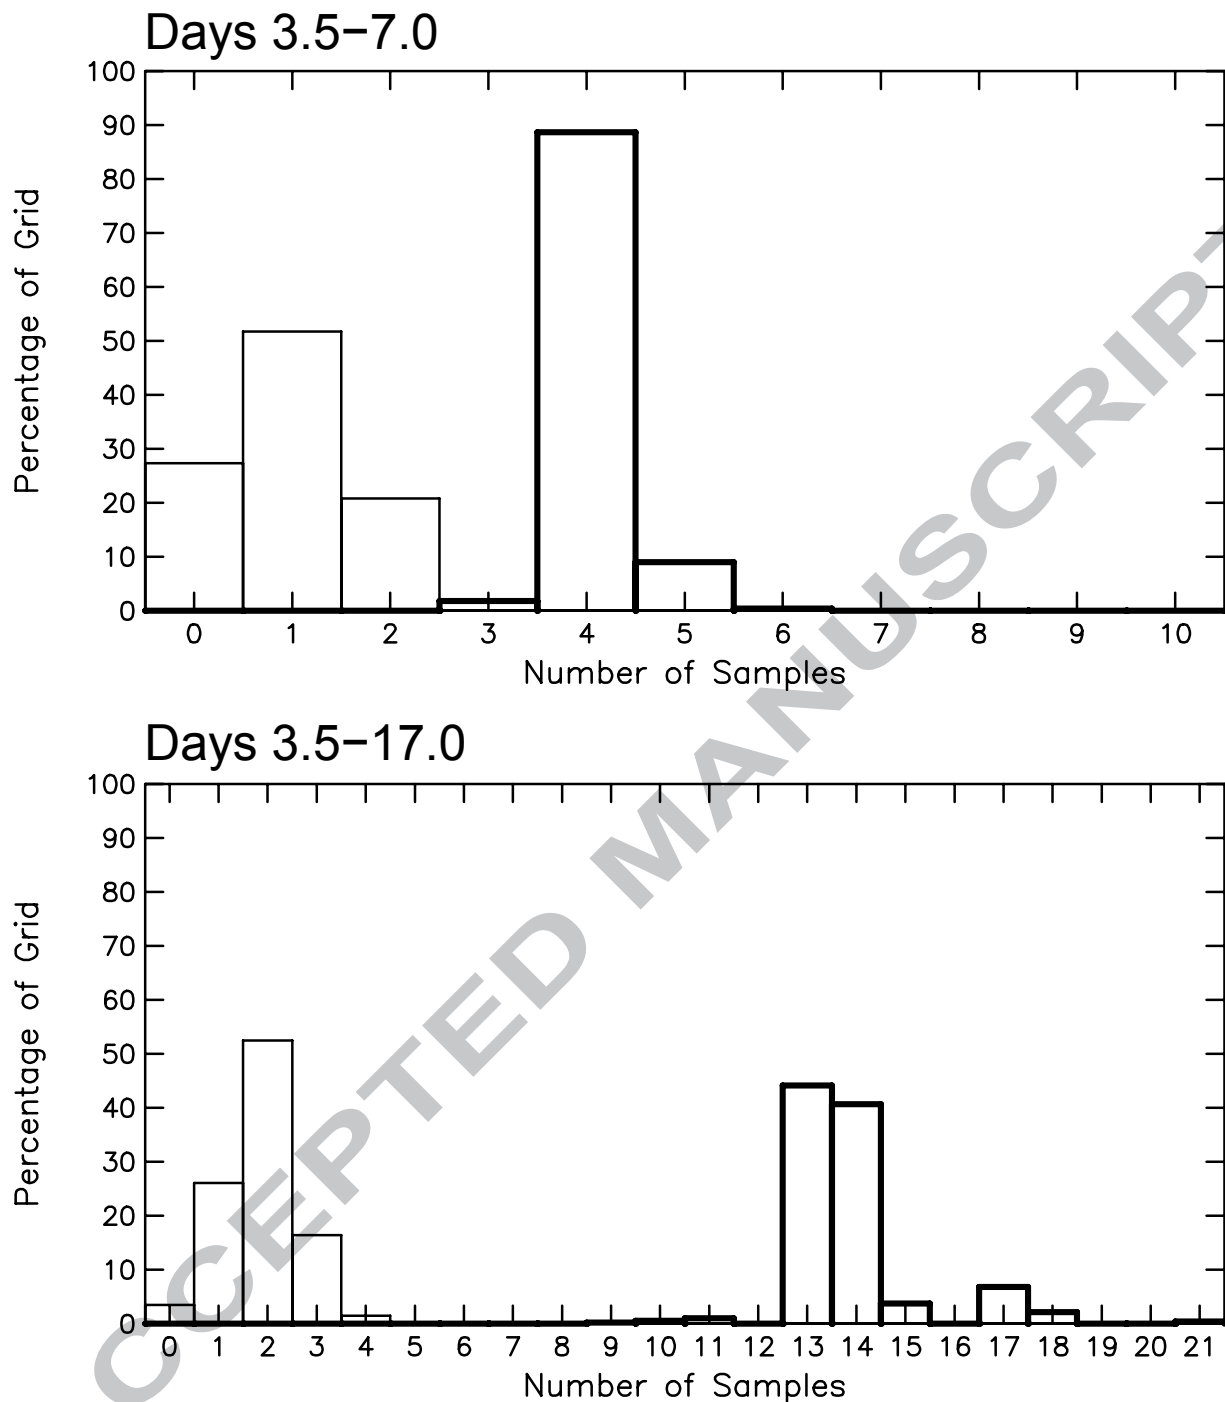 Days 3.5−7.0
100
90
80
70
60
50
40
30
20
10
0
Percentage of Grid
0 1 2 3 4 5 6 7 8 9 10
Number of Samples
Days 3.5−17.0
100
90
80
70
60
50
40
30
20
10
0
Percentage of Grid
0 1 2 3 4 5 6 7 8 9 10 11 12 13 14 15 16 17 18 19 20 21
Number of Samples
CCEPTED MANUSCRIPT